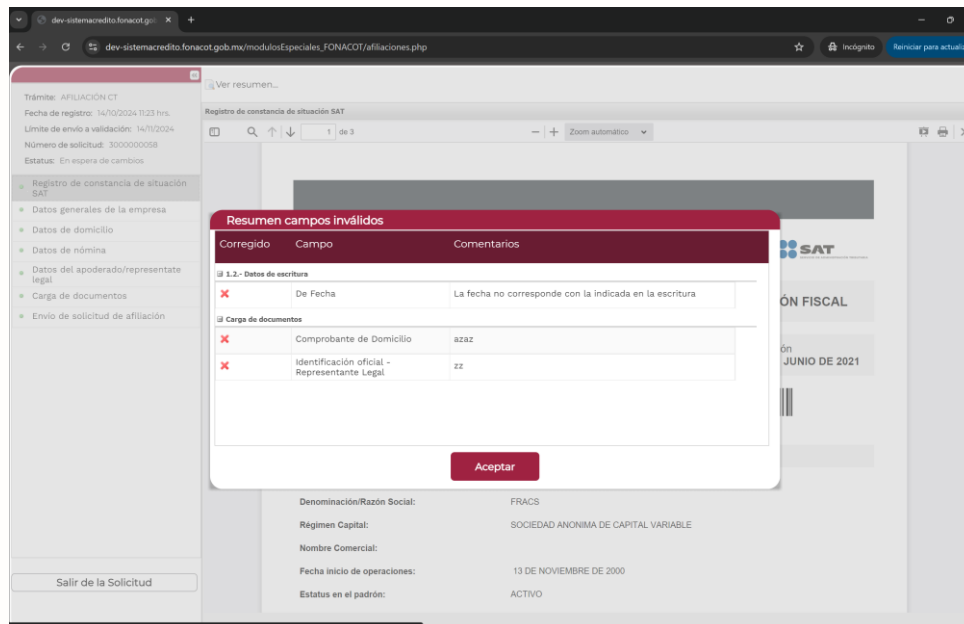 dev-sistemacredito.fonacot.gob
dev-sistemacredito.fonacot.gob.mx/modulosEspeciales_FONACOT/afiliaciones.php
Incógnito
Reiniciar para actualiz
Trámite: AFILIACIÓN CT
Fecha de registro: 14/10/2024 11:23 hrs.
Límite de envío a validación: 14/11/2024
Número de solicitud: 3000000058
Estatus: En espera de cambios
Registro de constancia de situación
SAT
Datos generales de la empresa
Datos de domicilio
Datos de nómina
Datos del apoderado/representate
legal
Carga de documentos
Envío de solicitud de afiliación
Salir de la Solicitud
Ver resumen...
Registro de constancia de situación SAT
1 de 3
Zoom automático
Resumen campos inválidos
Corregido Campo Comentarios
1.2.- Datos de escritura
De Fecha La fecha no corresponde con la indicada en la escritura
Carga de documentos
Comprobante de Domicilio azaz
Identificación oficial - zz
Representante Legal
Aceptar
SAT
ÓN FISCAL
ón
JUNIO DE 2021
Denominación/Razón Social: FRACS
Régimen Capital: SOCIEDAD ANONIMA DE CAPITAL VARIABLE
Nombre Comercial:
Fecha inicio de operaciones: 13 DE NOVIEMBRE DE 2000
Estatus en el padrón: ACTIVO